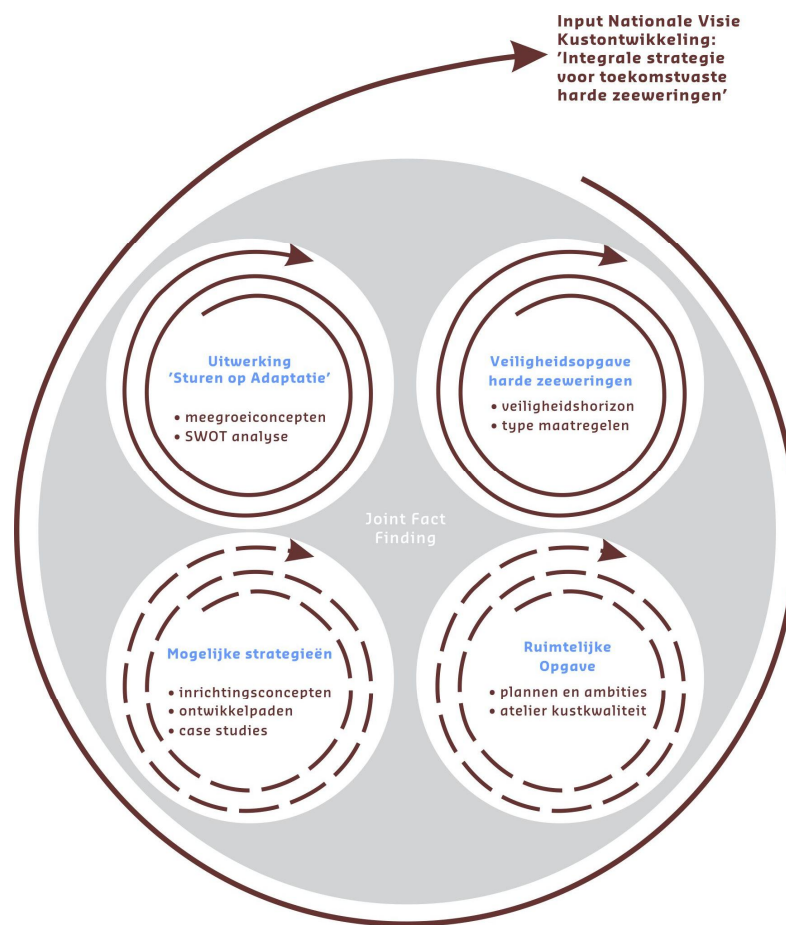 Input Nationale Visie
Kustontwikkeling:
'Integrale strategie
voor toekomstvaste
harde zeeweringen'
Uitwerking
'Sturen op Adaptatie'
• meegroeiconcepten
• SWOT analyse
Veiligheidsopgave
harde zeeweringen
• veiligheidshorizon
• type maatregelen
Joint Fact
Finding
Mogelijke strategieën
• inrichtingsconcepten
• ontwikkelpaden
• case studies
Ruimtelijke
Opgave
• plannen en ambities
• atelier kustkwaliteit